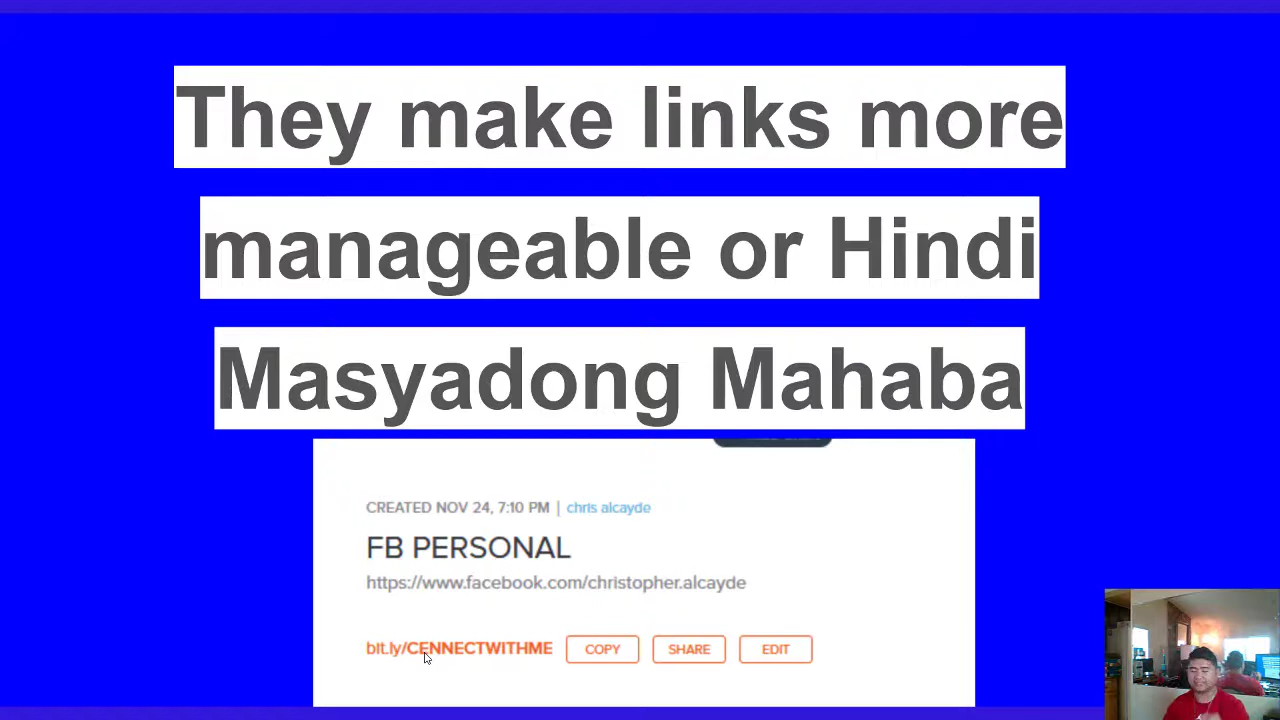 They make links more
manageable or Hindi
Masyadong Mahaba
CREATED NOV 24, 7:10 PM | chris alcayde
FB PERSONAL
https://www.facebook.com/christopher.alcayde
bit.ly/CENNECTWITHME COPY SHARE EDIT